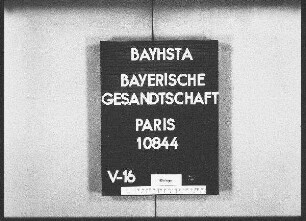 BAYHSTA
BAYERISCHE
GESANDTSCHAFT
PARIS
10844
V-16